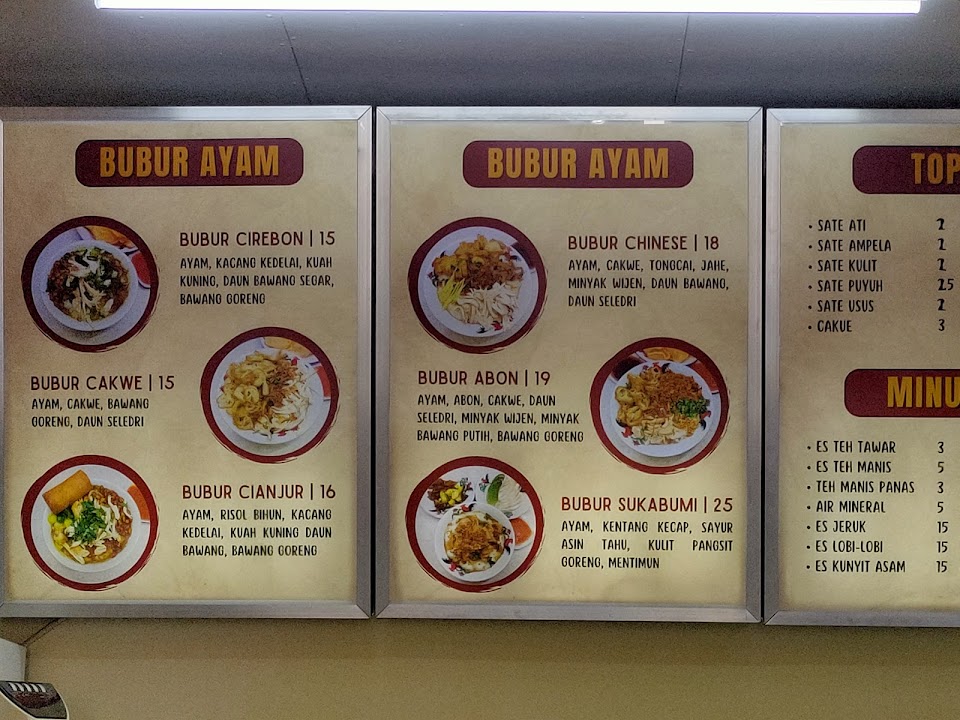 BUBUR AYAM
BUBUR CIREBON | 15
AYAM, KACANG KEDELAI, KUAH
KUNING, DAUN BAWANG SEGAR,
BAWANG GORENG
BUBUR CAKWE | 15
AYAM, CAKWE, BAWANG
GORENG, DAUN SELEDRI
BUBUR CIANJUR | 16
AYAM, RISOL BIHUN, KACANG
KEDELAI, KUAH KUNING DAUN
BAWANG, BAWANG GORENG
BUBUR AYAM
BUBUR CHINESE | 18
AYAM, CAKWE, TONGCAI, JAHE,
MINYAK WIJEN, DAUN BAWANG,
DAUN SELEDRI
BUBUR ABON | 19
AYAM, ABON, CAKWE, DAUN
SELEDRI, MINYAK WIJEN, MINYAK
BAWANG PUTIH, BAWANG GORENG
BUBUR SUKABUMI | 25
AYAM, KENTANG KECAP, SAYUR
ASIN TAHU, KULIT PANGSIT
GORENG, MENTIMUN
TOP
• SATE ATI 2
• SATE AMPELA 2
• SATE KULIT 2
• SATE PUYUH 2.5
• SATE USUS 2
• CAKUE 3
MINU
• ES TEH TAWAR 3
• ES TEH MANIS 5
• TEH MANIS PANAS 3
• AIR MINERAL 5
• ES JERUK 15
• ES LOBI-LOBI 15
• ES KUNYIT ASAM 15